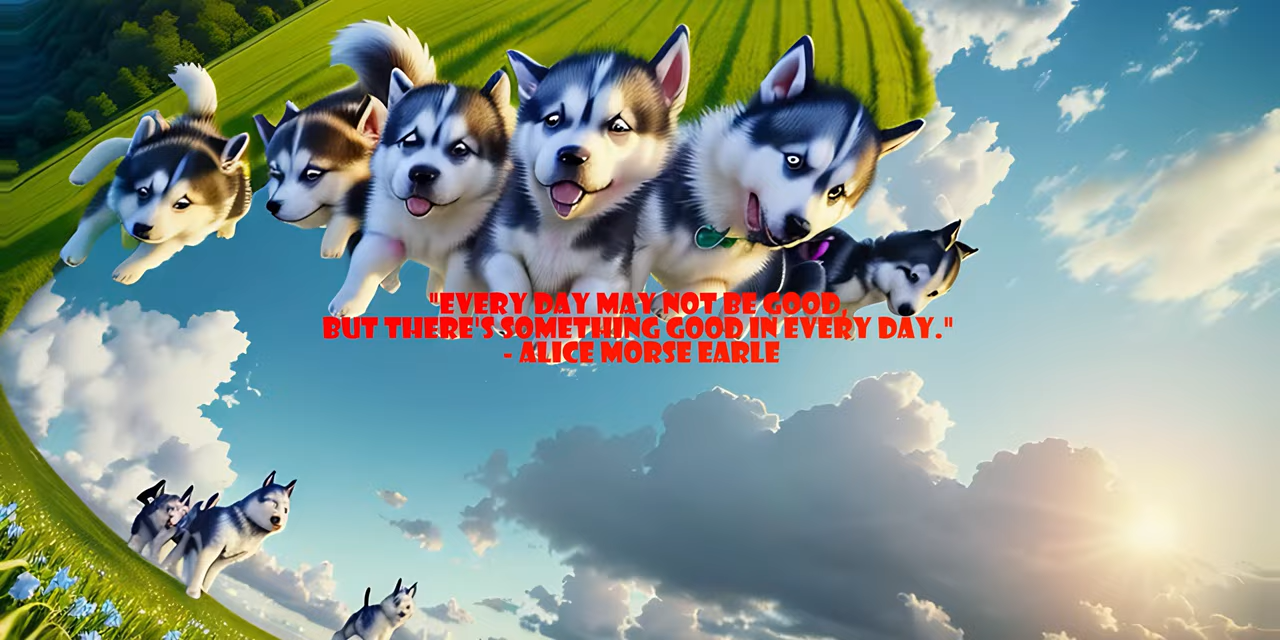 "EVERY DAY MAY NOT BE GOOD,
BUT THERE'S SOMETHING GOOD IN EVERY DAY."
- ALICE MORSE EARLE